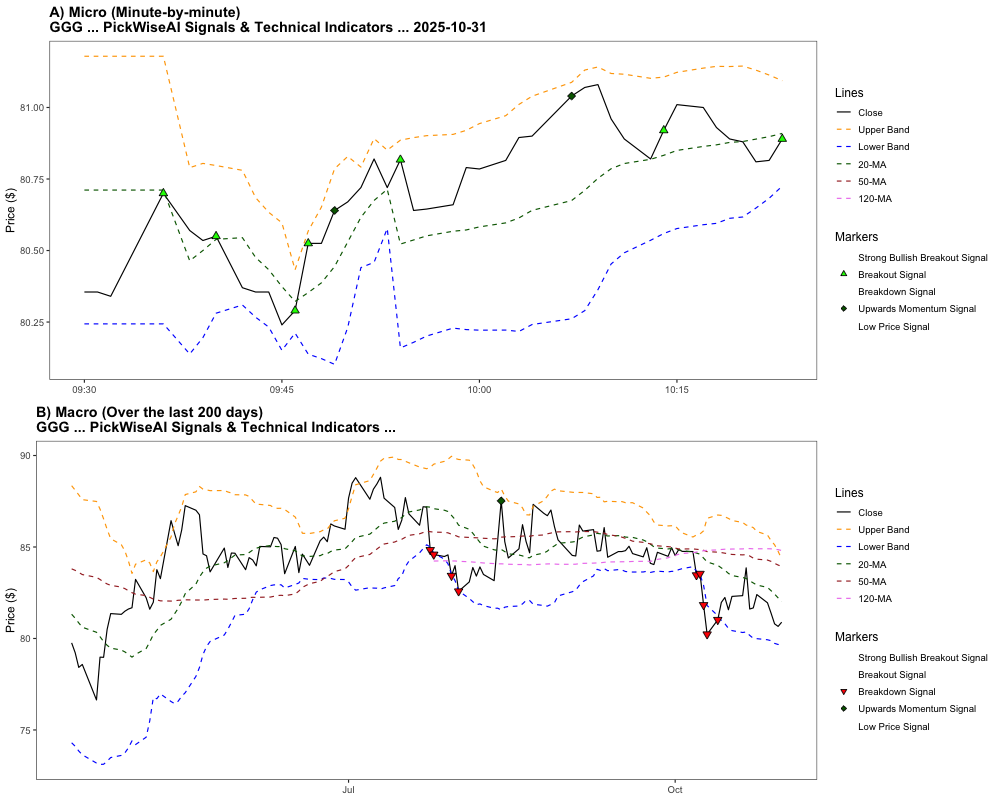 A) Micro (Minute-by-minute)
GGG ... PickWiseAI Signals & Technical Indicators ... 2025-10-31
Price ($)
81.00
80.75
80.50
80.25
09:30
09:45
10:00
10:15
Lines
Close
Upper Band
Lower Band
20-MA
50-MA
120-MA
Markers
Strong Bullish Breakout Signal
Breakout Signal
Breakdown Signal
Upwards Momentum Signal
Low Price Signal
B) Macro (Over the last 200 days)
GGG ... PickWiseAI Signals & Technical Indicators ...
Price ($)
90
85
80
75
Jul
Oct
Lines
Close
Upper Band
Lower Band
20-MA
50-MA
120-MA
Markers
Strong Bullish Breakout Signal
Breakout Signal
Breakdown Signal
Upwards Momentum Signal
Low Price Signal